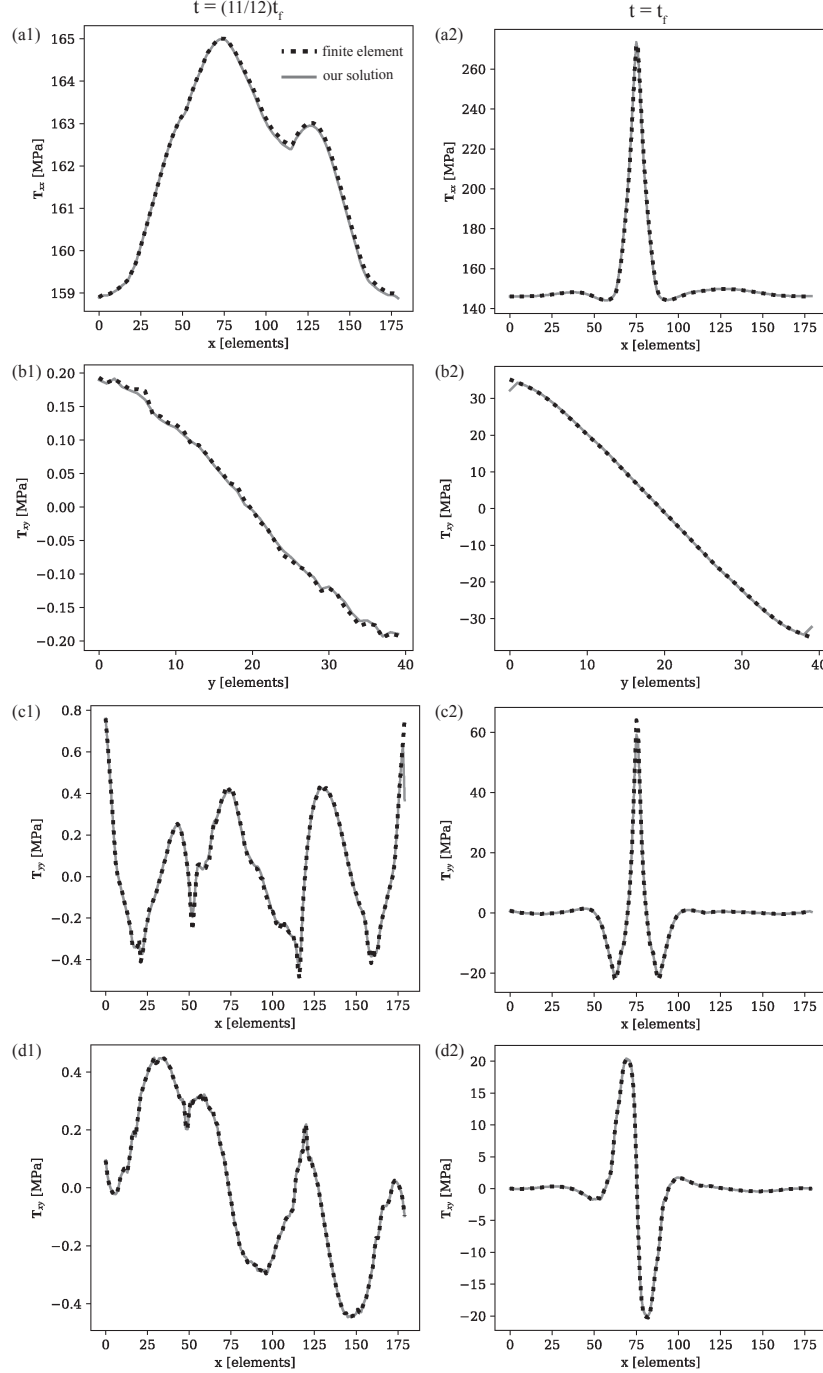 t = (11/12)t_f
t = t_f
(a1)
finite element
our solution
165
164
163
162
161
160
159
T_xx [MPa]
0 25 50 75 100 125 150 175
x [elements]
(a2)
260
240
220
200
180
160
140
T_xx [MPa]
0 25 50 75 100 125 150 175
x [elements]
(b1)
0.20
0.15
0.10
0.05
0.00
−0.05
−0.10
−0.15
−0.20
T_xy [MPa]
0 10 20 30 40
y [elements]
(b2)
30
20
10
0
−10
−20
−30
T_xy [MPa]
0 10 20 30 40
y [elements]
(c1)
0.8
0.6
0.4
0.2
0.0
−0.2
−0.4
T_yy [MPa]
0 25 50 75 100 125 150 175
x [elements]
(c2)
60
40
20
0
−20
T_yy [MPa]
0 25 50 75 100 125 150 175
x [elements]
(d1)
0.4
0.2
0.0
−0.2
−0.4
T_xy [MPa]
0 25 50 75 100 125 150 175
x [elements]
(d2)
20
15
10
5
0
−5
−10
−15
−20
T_xy [MPa]
0 25 50 75 100 125 150 175
x [elements]